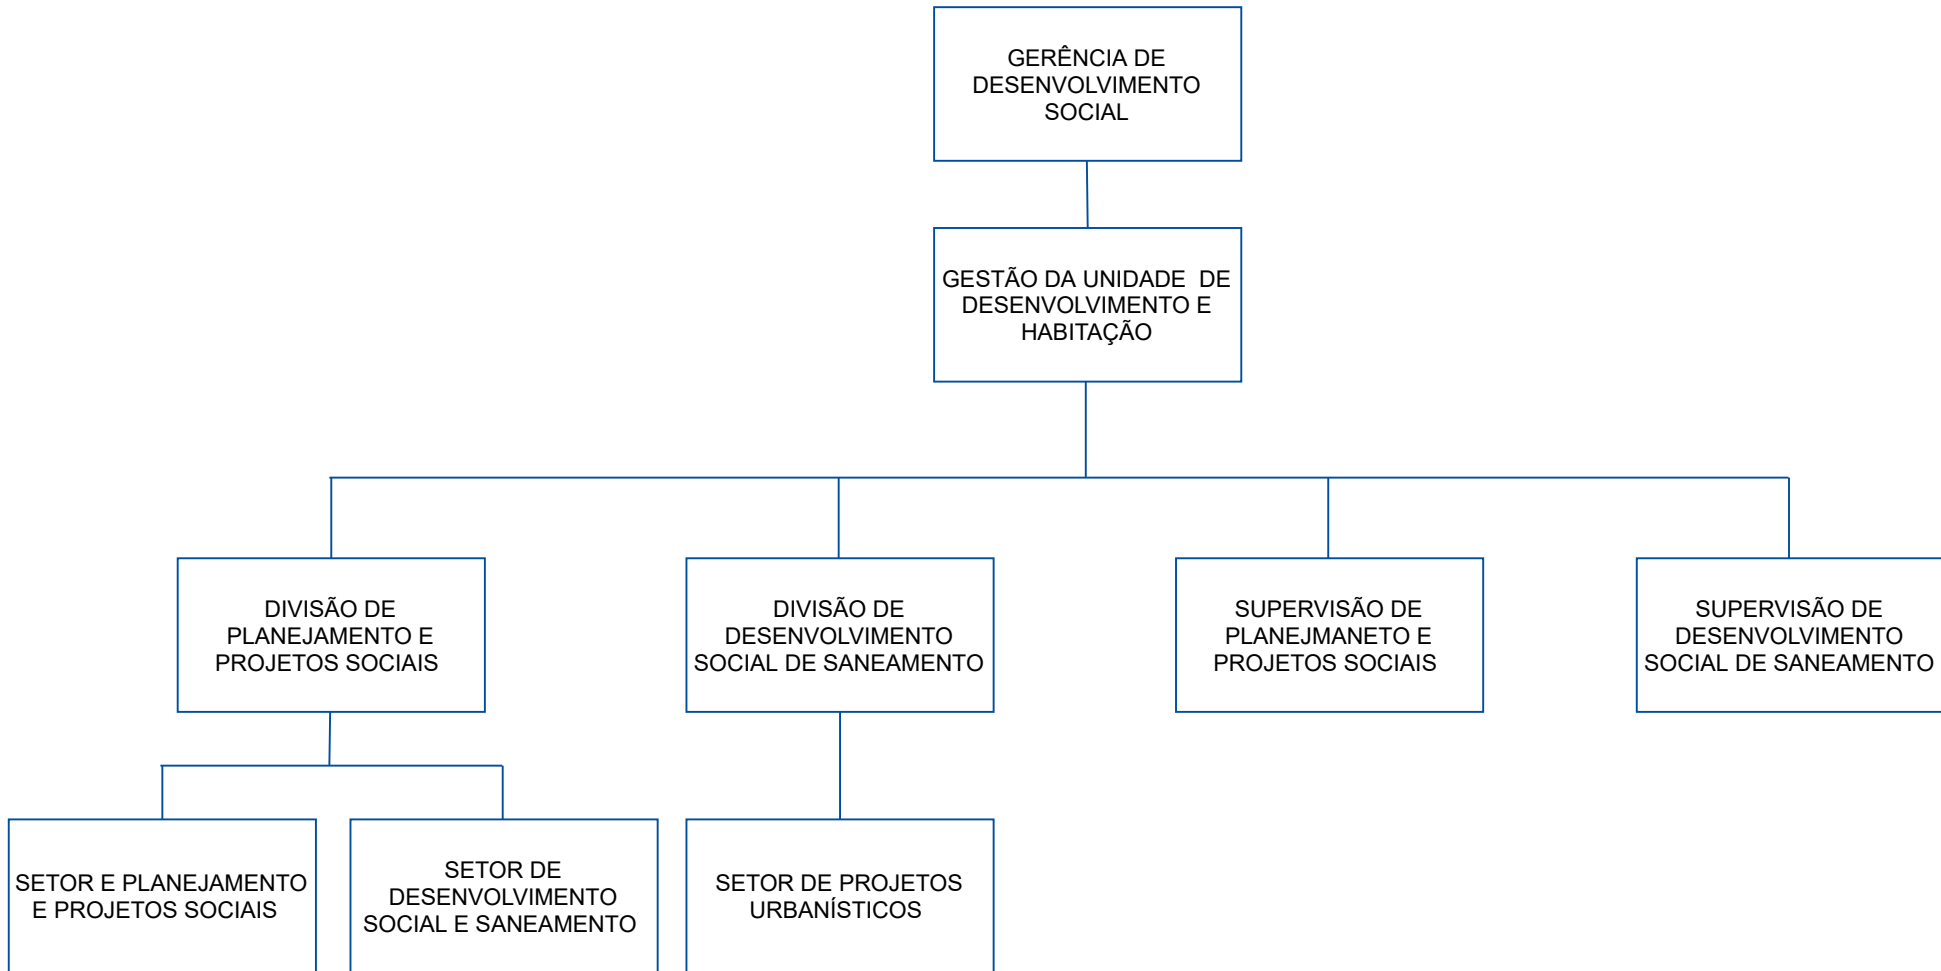 GERÊNCIA DE
DESENVOLVIMENTO
SOCIAL
GESTÃO DA UNIDADE  DE
DESENVOLVIMENTO E
HABITAÇÃO
DIVISÃO DE
PLANEJAMENTO E
PROJETOS SOCIAIS
DIVISÃO DE
DESENVOLVIMENTO
SOCIAL DE SANEAMENTO
SUPERVISÃO DE
PLANEJMANETO E
PROJETOS SOCIAIS
SUPERVISÃO DE
DESENVOLVIMENTO
SOCIAL DE SANEAMENTO
SETOR E PLANEJAMENTO
E PROJETOS SOCIAIS
SETOR DE
DESENVOLVIMENTO
SOCIAL E SANEAMENTO
SETOR DE PROJETOS
URBANÍSTICOS